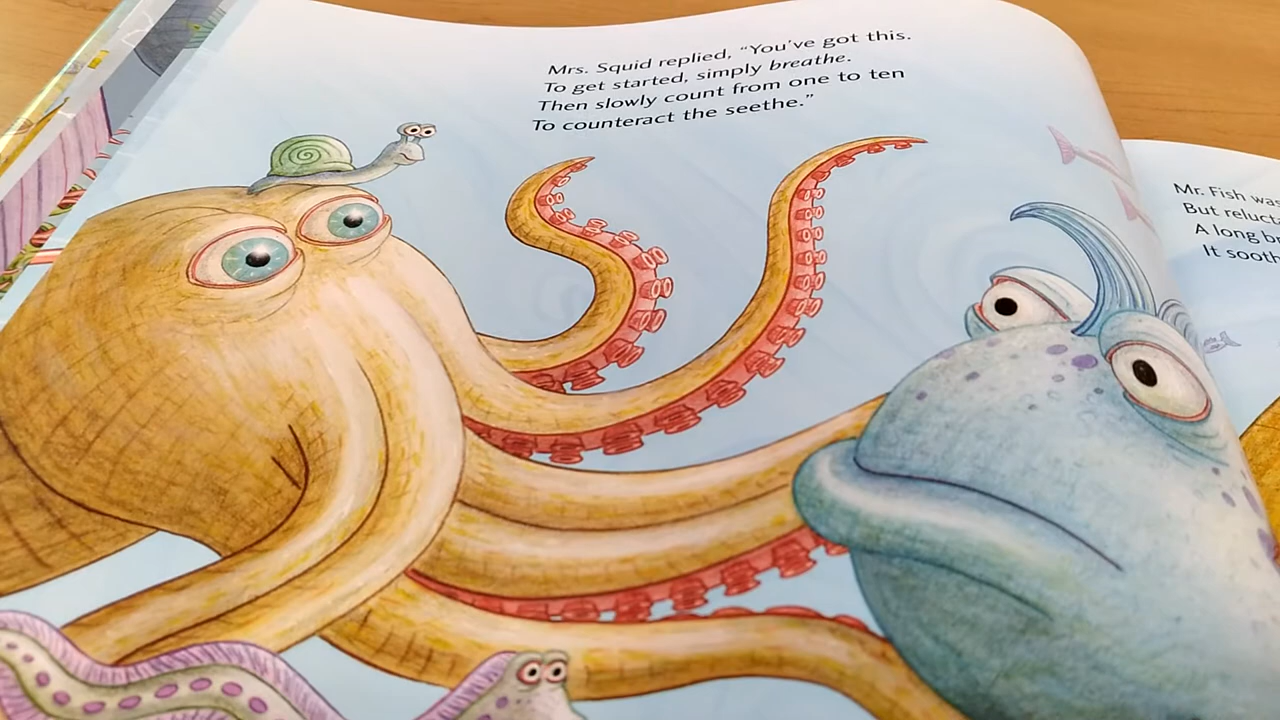 Mrs. Squid replied, “You’ve got this.
To get started, simply breathe.
Then slowly count from one to ten
To counteract the seethe.”
Mr. Fish was
But
A long
It